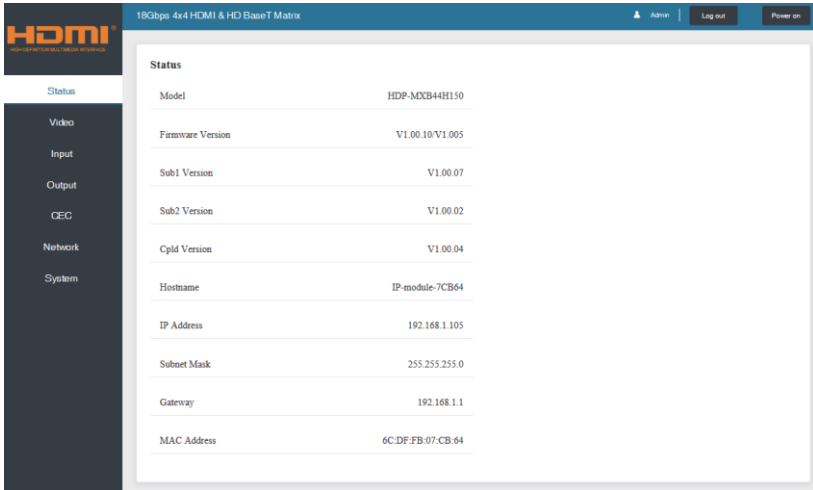 HDMI®
HIGH-DEFINITION MULTIMEDIA INTERFACE
18Gbps 4x4 HDMI & HD BaseT Matrix
Admin
Log out
Power on
Status
Video
Input
Output
CEC
Network
System
Status
Model HDP-MXB44H150
Firmware Version V1.00.10/V1.005
Sub1 Version V1.00.07
Sub2 Version V1.00.02
Cpld Version V1.00.04
Hostname IP-module-7CB64
IP Address 192.168.1.105
Subnet Mask 255.255.255.0
Gateway 192.168.1.1
MAC Address 6C:DF:FB:07:CB:64